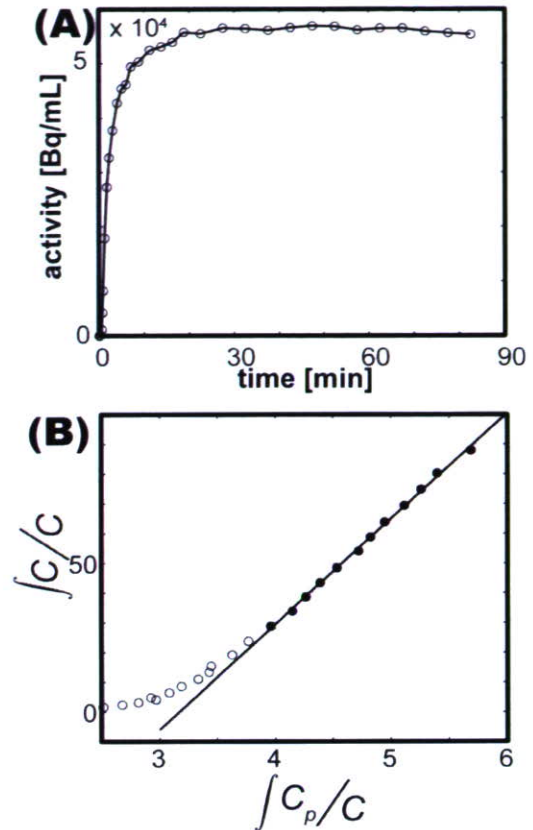 (A)
x 10⁴
5
0
activity [Bq/mL]
0 30 60 90
time [min]
(B)
50
0
∫C/C
3 4 5 6
∫Cₚ/C